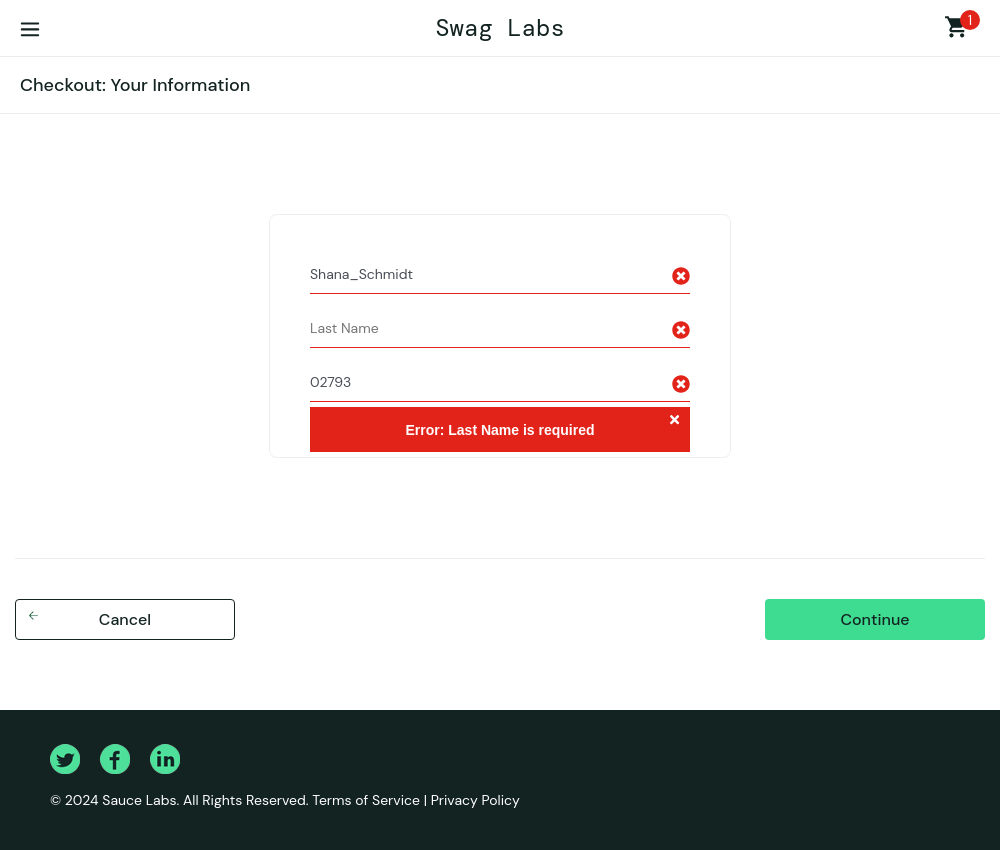 Swag Labs
1
Checkout: Your Information
Shana_Schmidt
Last Name
02793
Error: Last Name is required
Cancel
Continue
© 2024 Sauce Labs. All Rights Reserved. Terms of Service | Privacy Policy